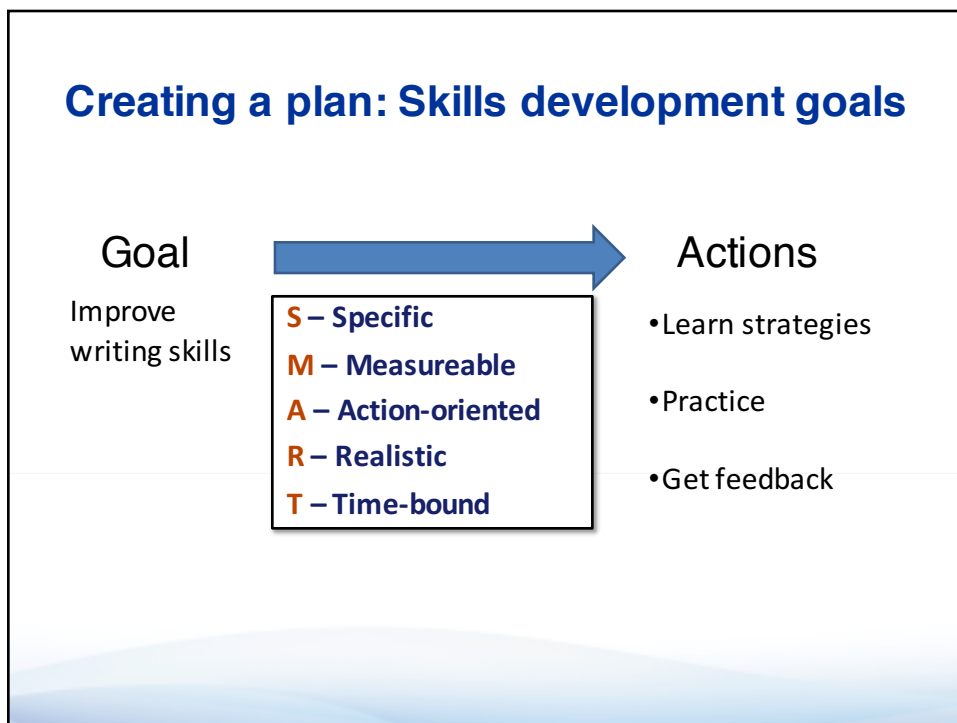 Creating a plan: Skills development goals
Goal
Improve
writing skills
S – Specific
M – Measureable
A – Action-oriented
R – Realistic
T – Time-bound
Actions
•Learn strategies
•Practice
•Get feedback